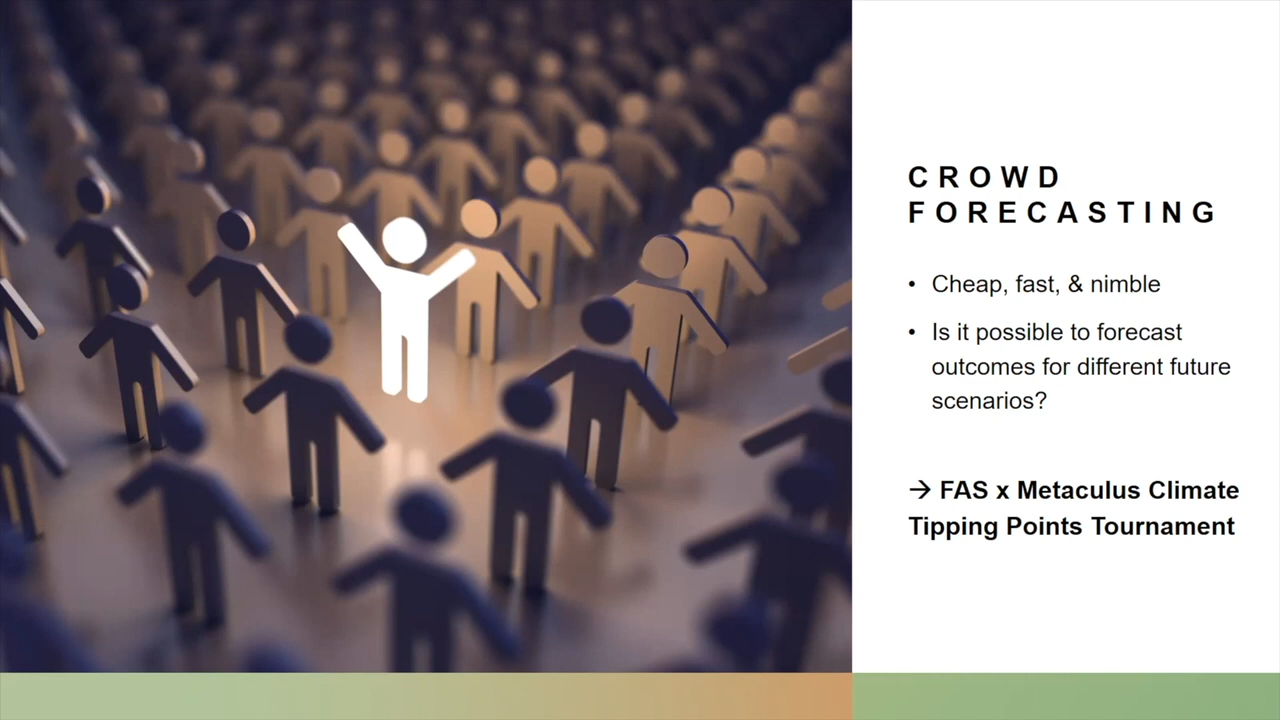 CROWD
FORECASTING
• Cheap, fast, & nimble
• Is it possible to forecast
outcomes for different future
scenarios?
→ FAS x Metaculus Climate
Tipping Points Tournament